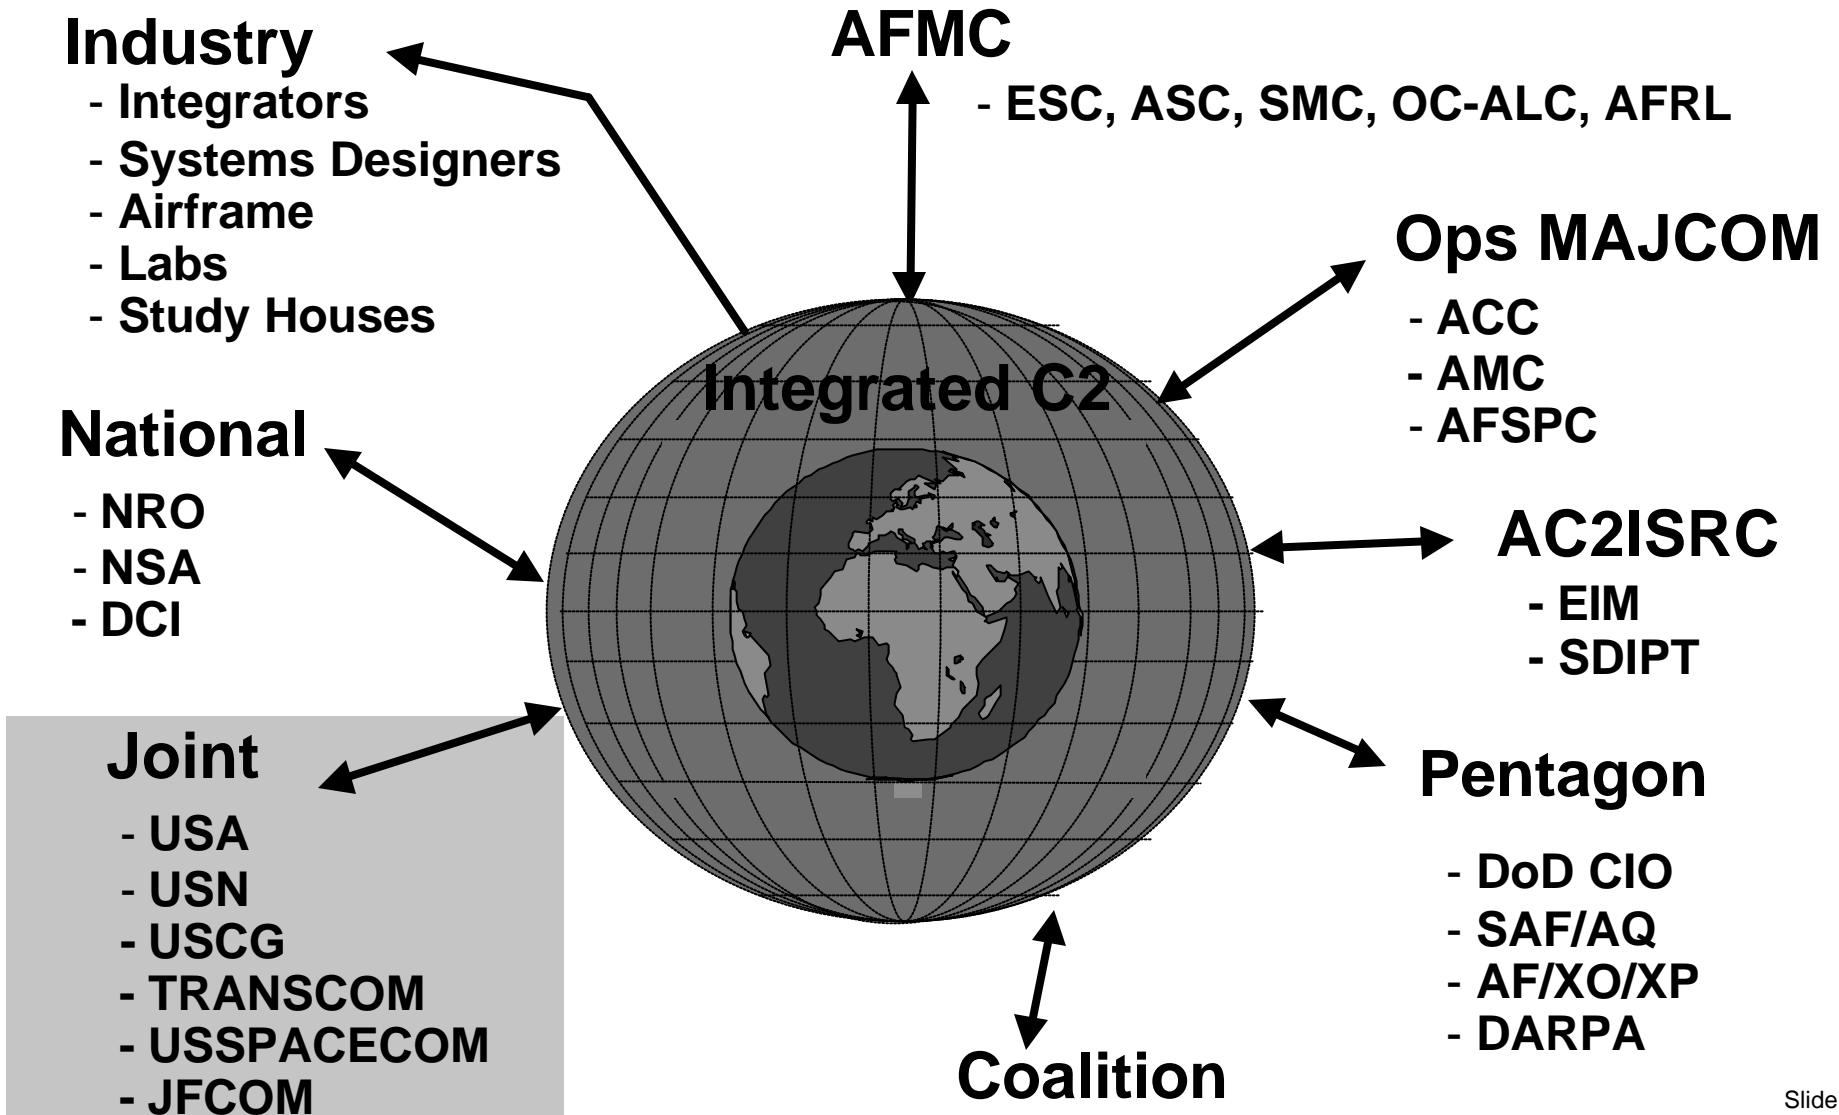 Industry
- Integrators
- Systems Designers
- Airframe
- Labs
- Study Houses
AFMC
- ESC, ASC, SMC, OC-ALC, AFRL
Ops MAJCOM
- ACC
- AMC
- AFSPC
Integrated C2
National
- NRO
- NSA
- DCI
AC2ISRC
- EIM
- SDIPT
Joint
- USA
- USN
- USCG
- TRANSCOM
- USSPACECOM
- JFCOM
Pentagon
- DoD CIO
- SAF/AQ
- AF/XO/XP
- DARPA
Coalition
Slide